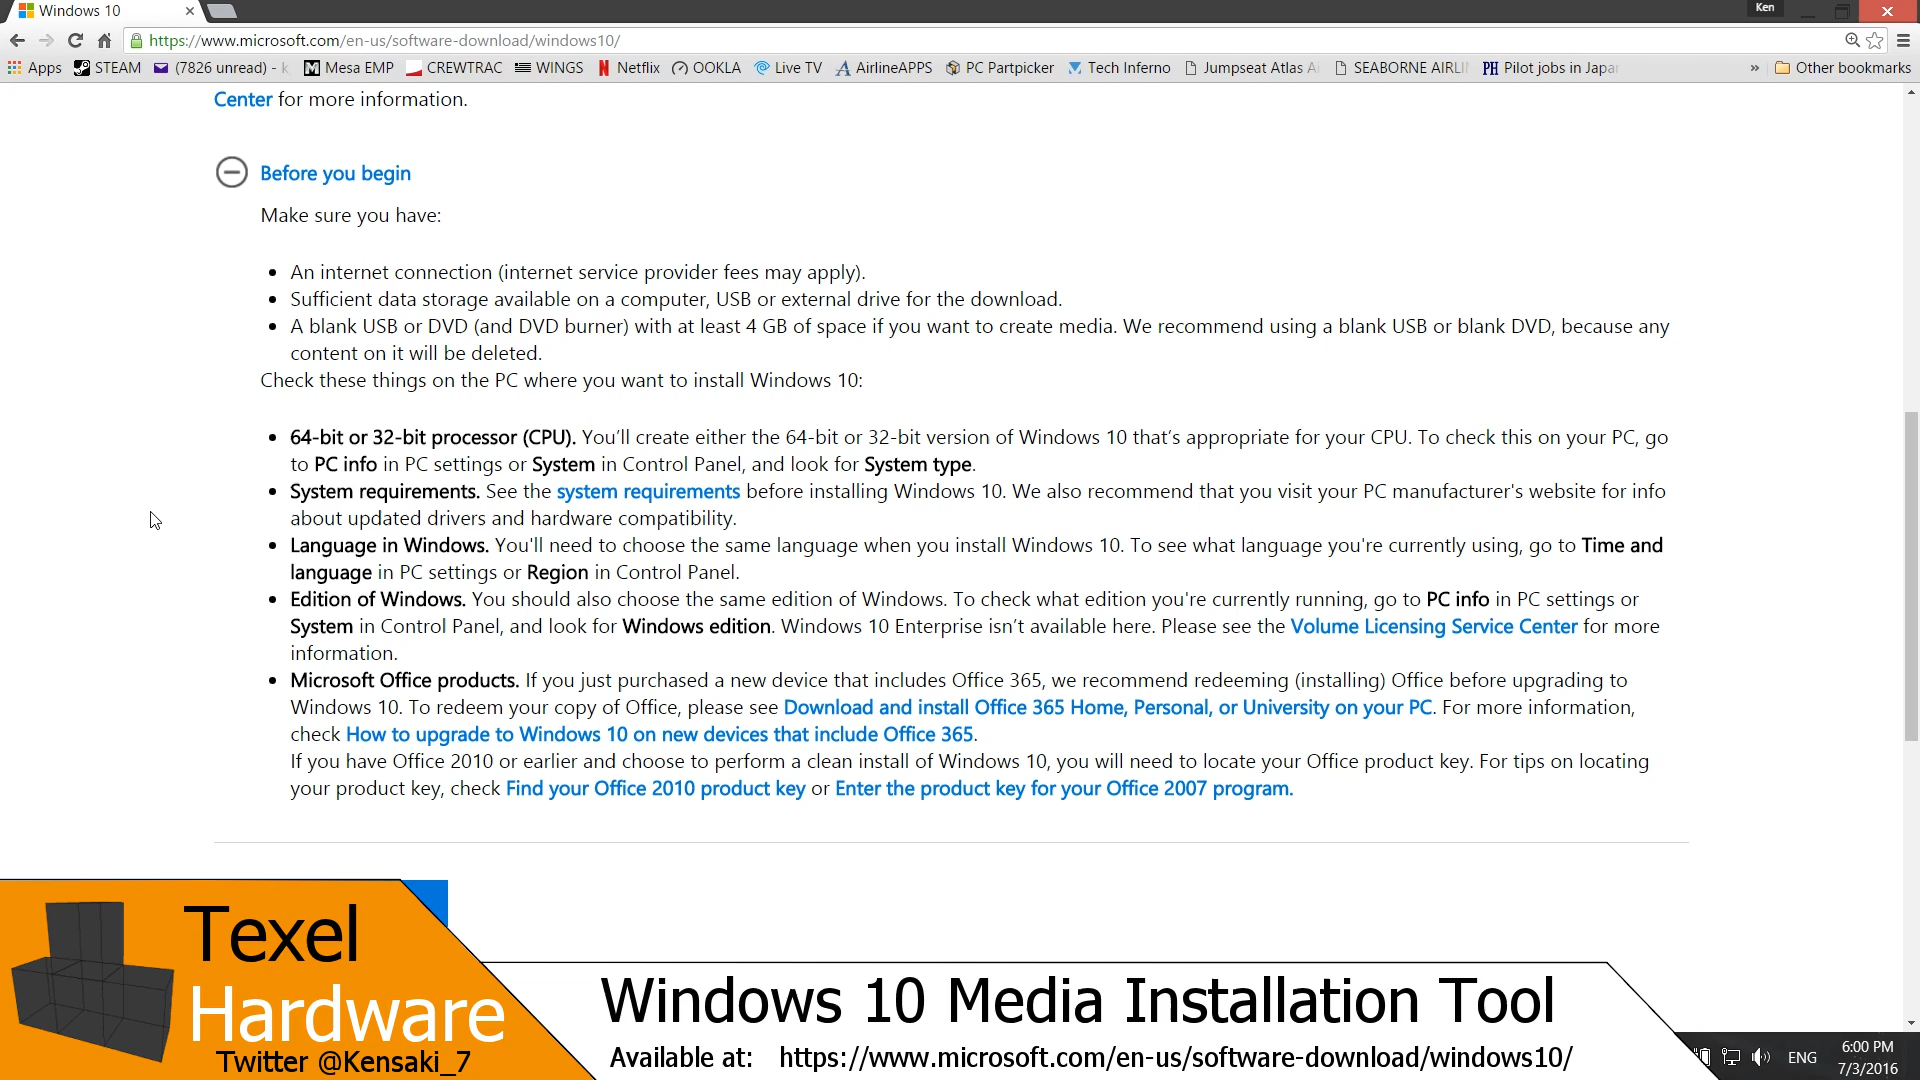 Windows 10
Ken
https://www.microsoft.com/en-us/software-download/windows10/
Apps STEAM (7826 unread) - k Mesa EMP CREWTRAC WINGS Netflix OOKLA Live TV AirlineAPPS PC Partpicker Tech Inferno Jumpseat Atlas Ai SEABORNE AIRLI Pilot jobs in Japan » Other bookmarks
Center for more information.
Before you begin
Make sure you have:
• An internet connection (internet service provider fees may apply).
• Sufficient data storage available on a computer, USB or external drive for the download.
• A blank USB or DVD (and DVD burner) with at least 4 GB of space if you want to create media. We recommend using a blank USB or blank DVD, because any
content on it will be deleted.
Check these things on the PC where you want to install Windows 10:
• 64-bit or 32-bit processor (CPU). You'll create either the 64-bit or 32-bit version of Windows 10 that's appropriate for your CPU. To check this on your PC, go
to PC info in PC settings or System in Control Panel, and look for System type.
• System requirements. See the system requirements before installing Windows 10. We also recommend that you visit your PC manufacturer's website for info
about updated drivers and hardware compatibility.
• Language in Windows. You'll need to choose the same language when you install Windows 10. To see what language you're currently using, go to Time and
language in PC settings or Region in Control Panel.
• Edition of Windows. You should also choose the same edition of Windows. To check what edition you're currently running, go to PC info in PC settings or
System in Control Panel, and look for Windows edition. Windows 10 Enterprise isn't available here. Please see the Volume Licensing Service Center for more
information.
• Microsoft Office products. If you just purchased a new device that includes Office 365, we recommend redeeming (installing) Office before upgrading to
Windows 10. To redeem your copy of Office, please see Download and install Office 365 Home, Personal, or University on your PC. For more information,
check How to upgrade to Windows 10 on new devices that include Office 365.
If you have Office 2010 or earlier and choose to perform a clean install of Windows 10, you will need to locate your Office product key. For tips on locating
your product key, check Find your Office 2010 product key or Enter the product key for your Office 2007 program.
Texel
Hardware
Twitter @Kensaki_7
Windows 10 Media Installation Tool
Available at: https://www.microsoft.com/en-us/software-download/windows10/
ENG
6:00 PM
7/3/2016